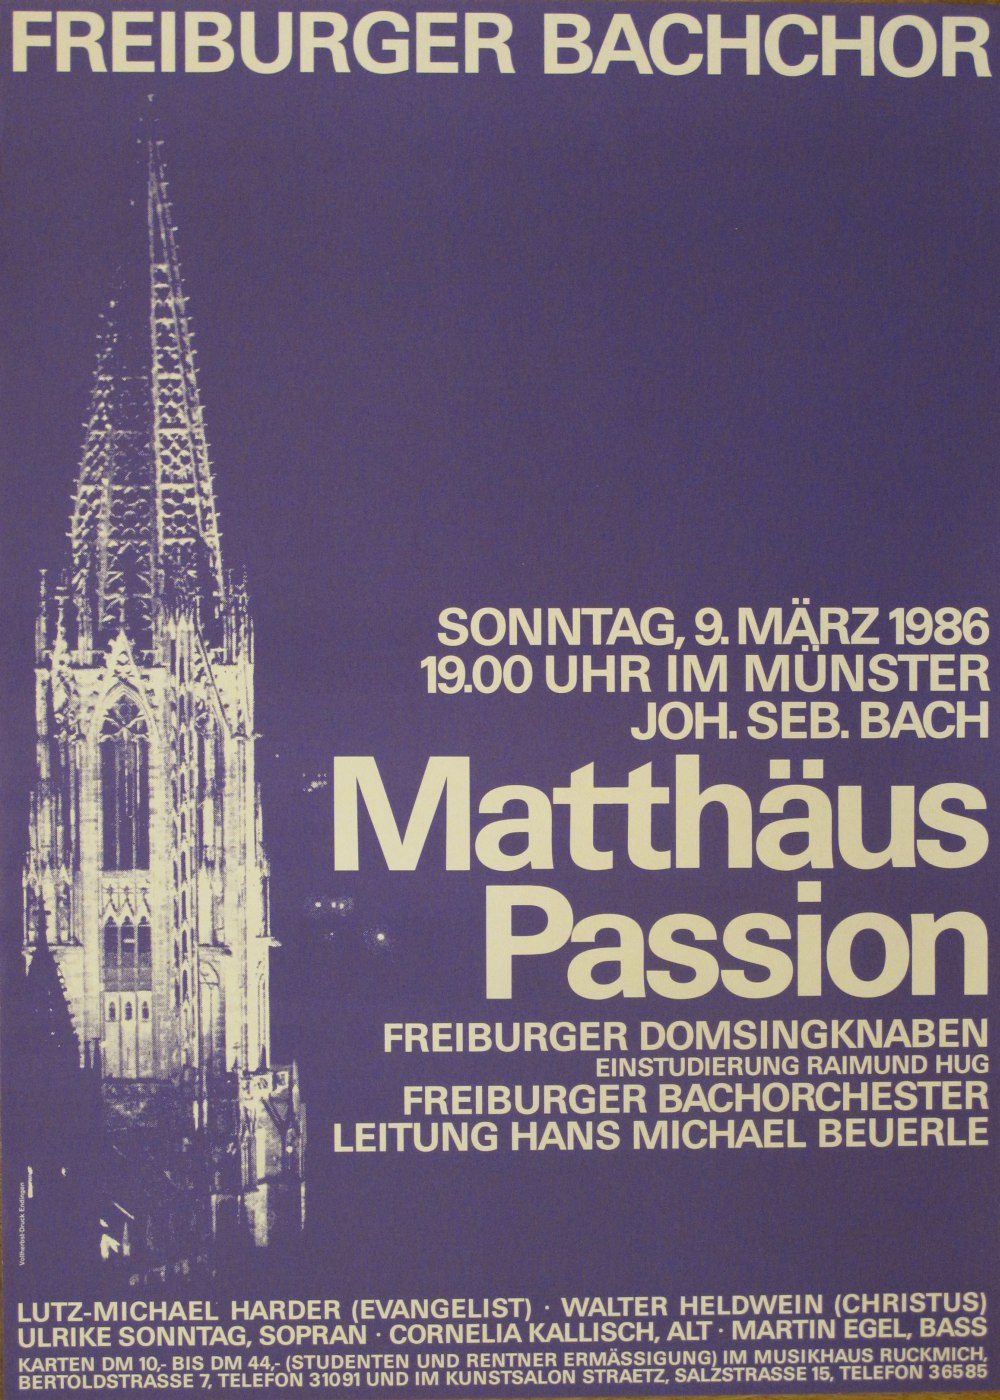 FREIBURGER BACHCHOR
SONNTAG, 9. MÄRZ 1986
19.00 UHR IM MÜNSTER
JOH. SEB. BACH
Matthäus
Passion
FREIBURGER DOMSINGKNABEN
EINSTUDIERUNG RAIMUND HUG
FREIBURGER BACHORCHESTER
LEITUNG HANS MICHAEL BEUERLE
Vollherbst-Druck Endingen
LUTZ-MICHAEL HARDER (EVANGELIST) · WALTER HELDWEIN (CHRISTUS)
ULRIKE SONNTAG, SOPRAN · CORNELIA KALLISCH, ALT · MARTIN EGEL, BASS
KARTEN DM 10,- BIS DM 44,- (STUDENTEN UND RENTNER ERMÄSSIGUNG) IM MUSIKHAUS RUCKMICH,
BERTOLDSTRASSE 7, TELEFON 31091 UND IM KUNSTSALON STRAETZ, SALZSTRASSE 15, TELEFON 36585